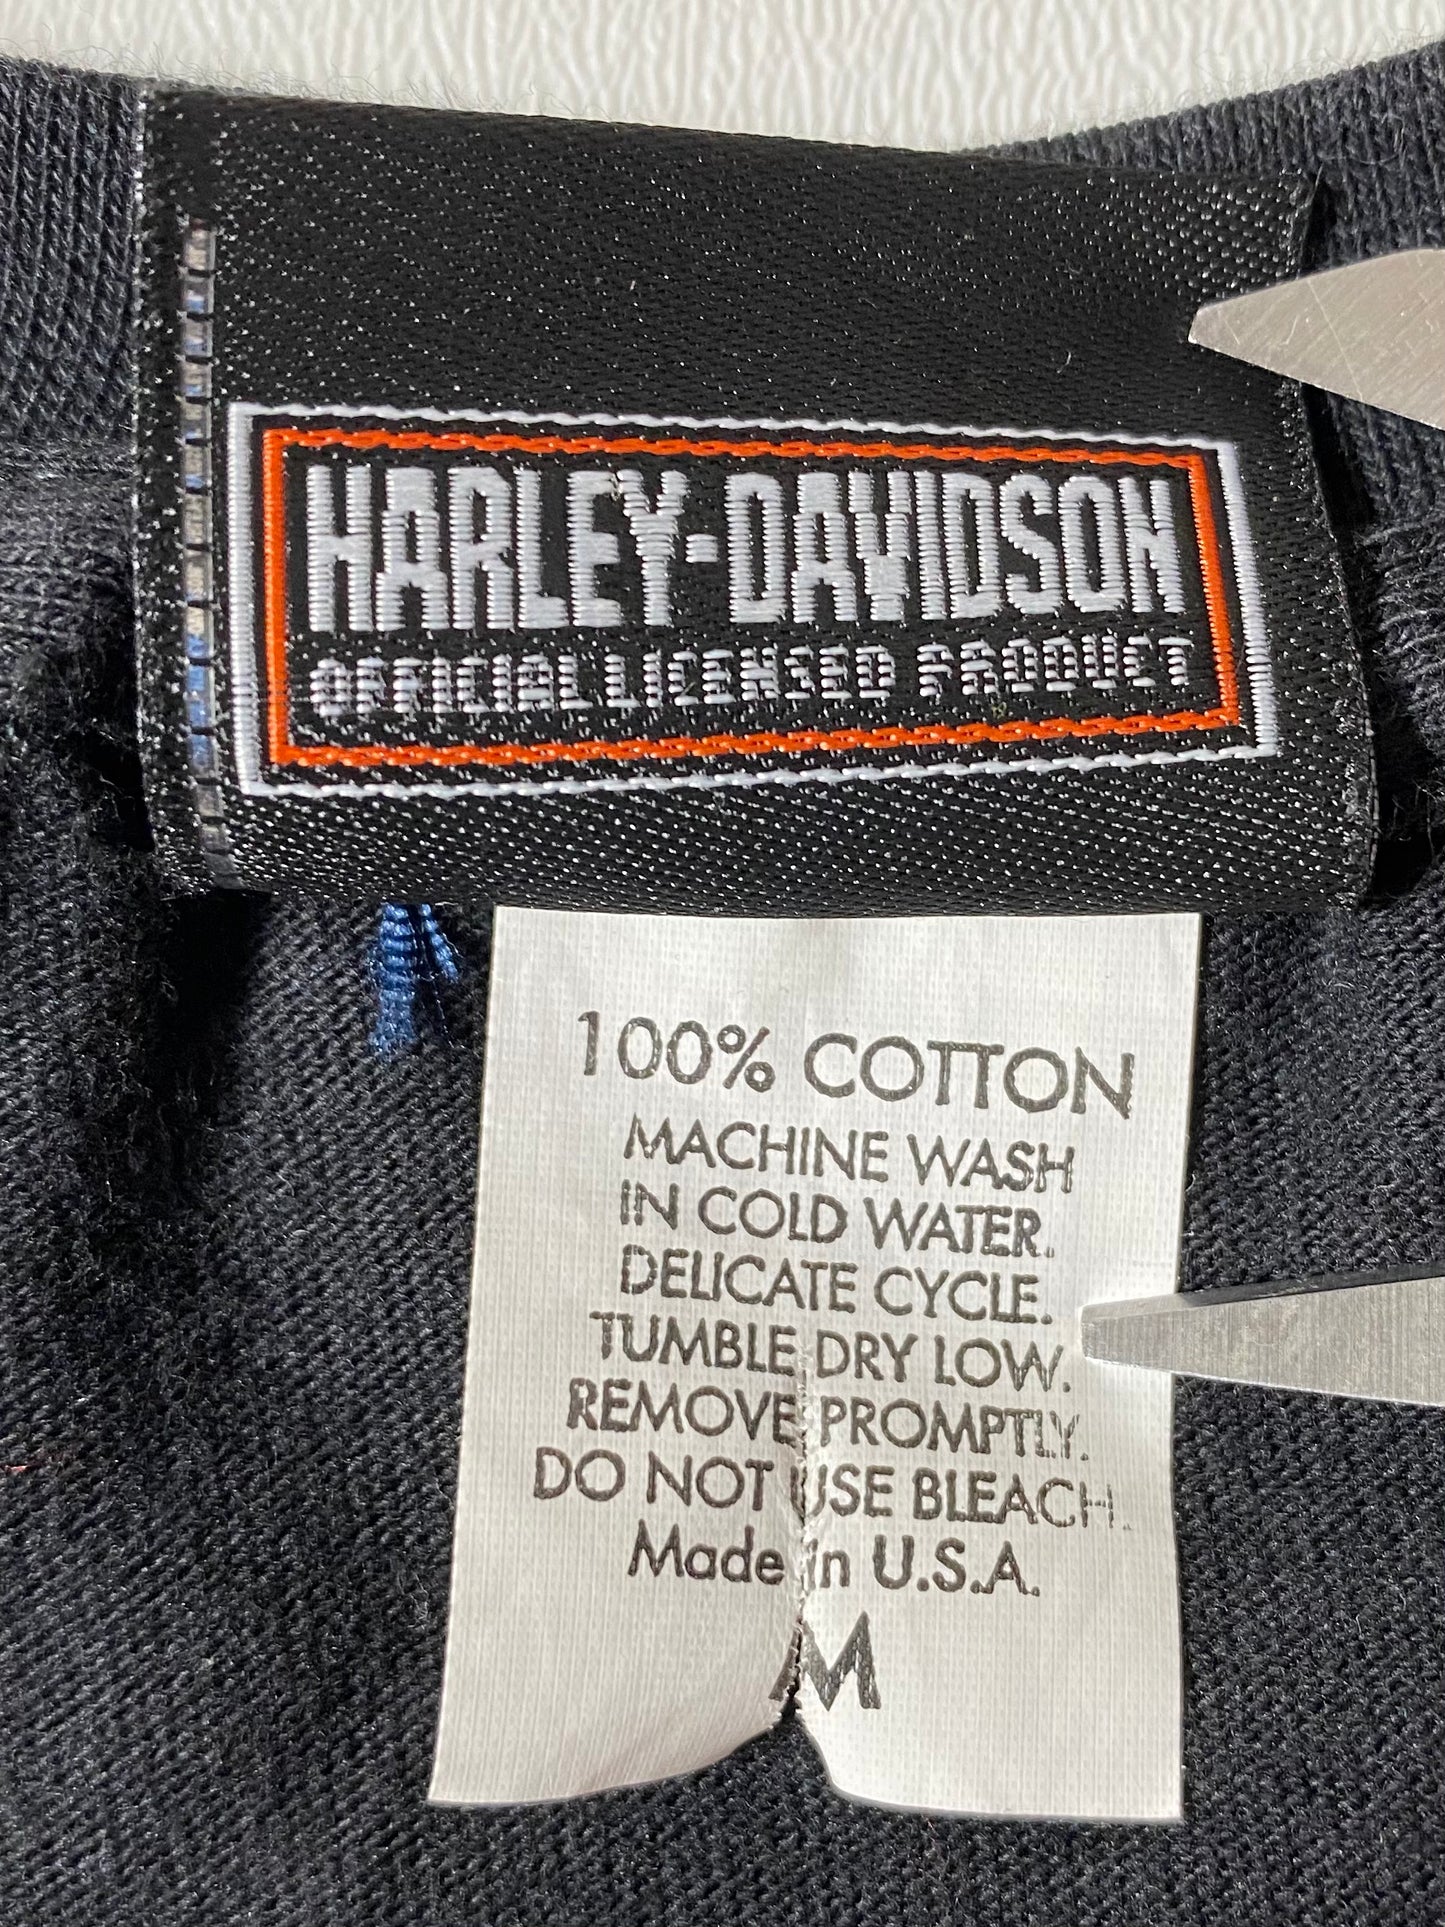 HARLEY-DAVIDSON
OFFICIAL LICENSED PRODUCT
100% COTTON
MACHINE WASH
IN COLD WATER.
DELICATE CYCLE.
TUMBLE DRY LOW.
REMOVE PROMPTLY.
DO NOT USE BLEACH.
Made in U.S.A.
M